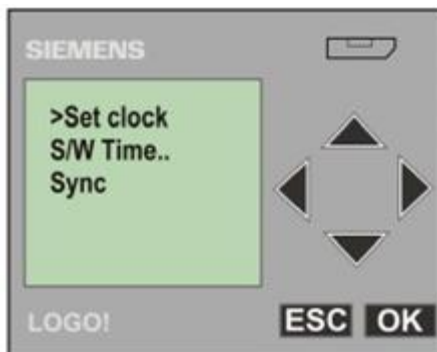 SIEMENS
>Set clock
S/W Time..
Sync
LOGO!
ESC OK